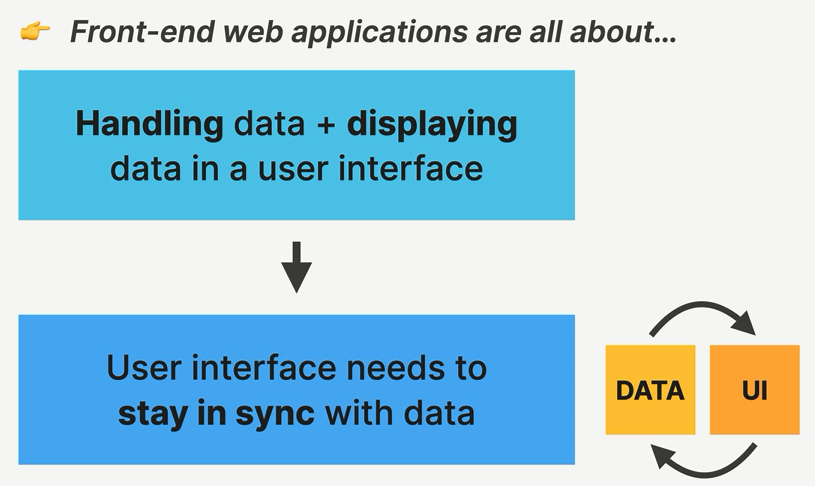 👉 Front-end web applications are all about…
Handling data + displaying
data in a user interface
User interface needs to
stay in sync with data
DATA
UI